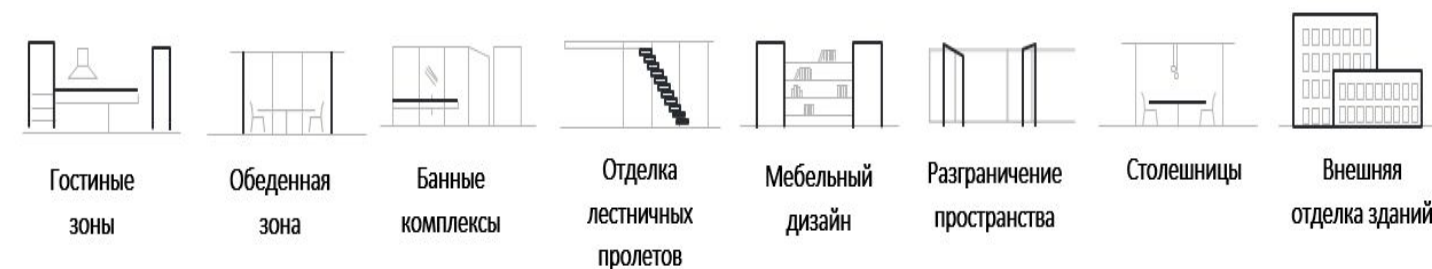 Гостиные
зоны
Обеденная
зона
Банные
комплексы
Отделка
лестничных
пролетов
Мебельный
дизайн
Разграничение
пространства
Столешницы
Внешняя
отделка зданий